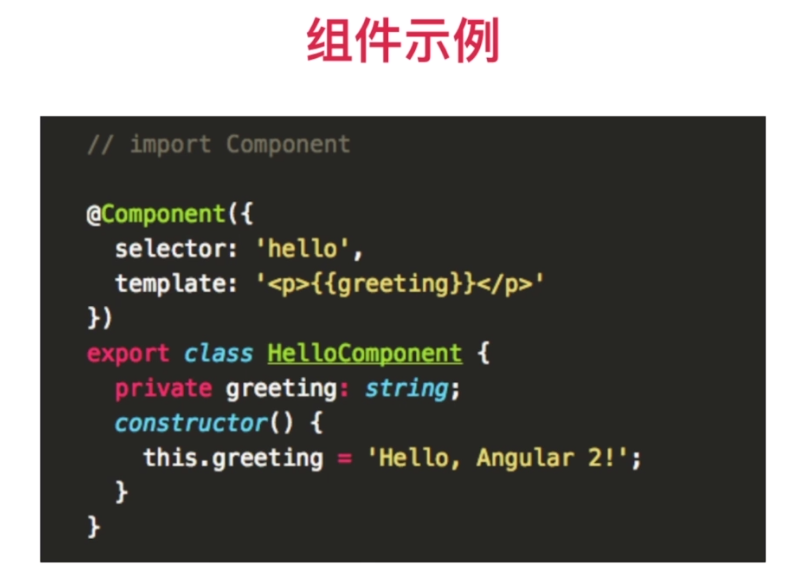 组件示例
// import Component
@Component({
  selector: 'hello',
  template: '<p>{{greeting}}</p>'
})
export class HelloComponent {
  private greeting: string;
  constructor() {
    this.greeting = 'Hello, Angular 2!';
  }
}